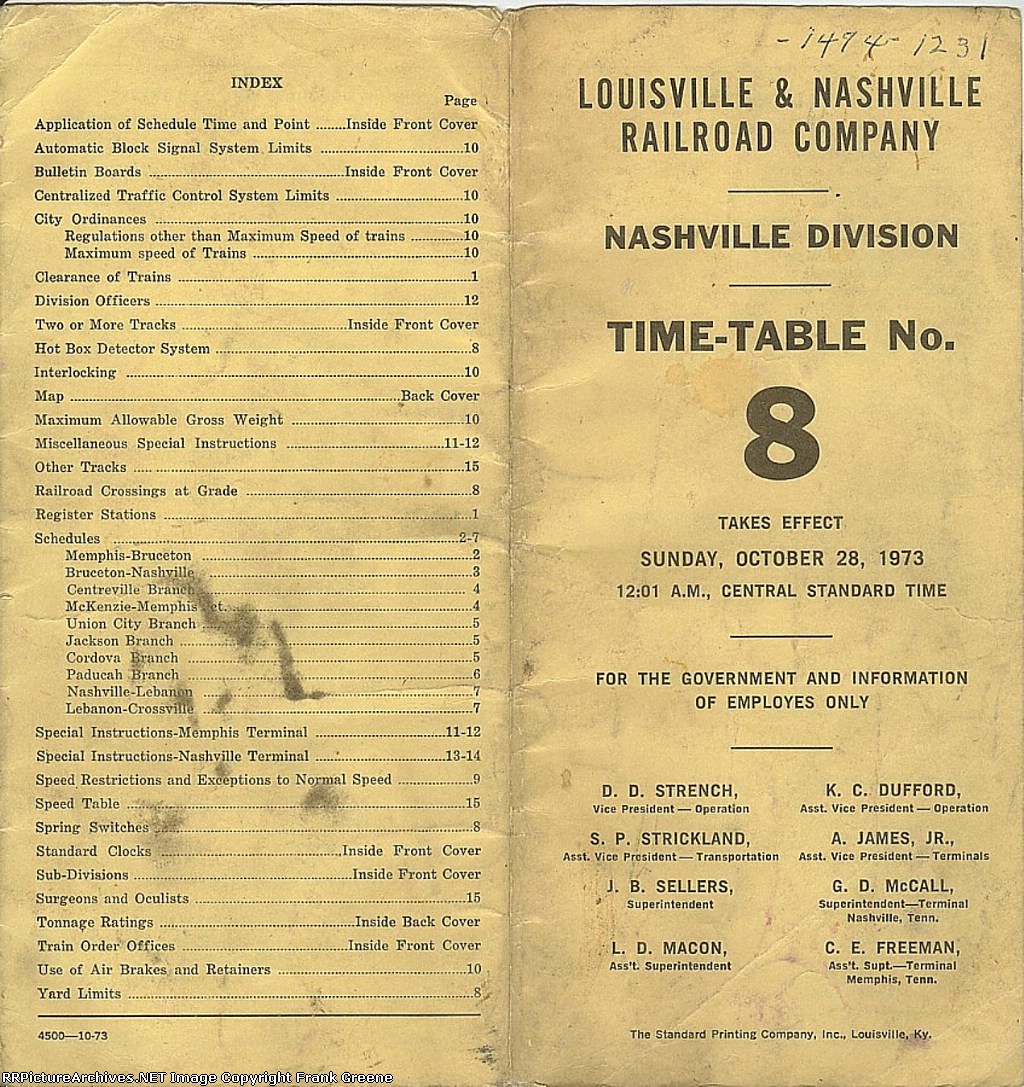 INDEX
Page
Application of Schedule Time and Point ........Inside Front Cover
Automatic Block Signal System Limits ........10
Bulletin Boards ........Inside Front Cover
Centralized Traffic Control System Limits ........10
City Ordinances ........10
Regulations other than Maximum Speed of trains ........10
Maximum speed of Trains ........10
Clearance of Trains ........1
Division Officers ........12
Two or More Tracks ........Inside Front Cover
Hot Box Detector System ........8
Interlocking ........10
Map ........Back Cover
Maximum Allowable Gross Weight ........10
Miscellaneous Special Instructions ........11-12
Other Tracks ........15
Railroad Crossings at Grade ........8
Register Stations ........1
Schedules ........2-7
Memphis-Bruceton ........2
Bruceton-Nashville ........3
Centreville Branch ........4
McKenzie-Memphis Jct. ........4
Union City Branch ........5
Jackson Branch ........5
Cordova Branch ........5
Paducah Branch ........6
Nashville-Lebanon ........7
Lebanon-Crossville ........7
Special Instructions-Memphis Terminal ........11-12
Special Instructions-Nashville Terminal ........13-14
Speed Restrictions and Exceptions to Normal Speed ........9
Speed Table ........15
Spring Switches ........8
Standard Clocks ........Inside Front Cover
Sub-Divisions ........Inside Front Cover
Surgeons and Oculists ........15
Tonnage Ratings ........Inside Back Cover
Train Order Offices ........Inside Front Cover
Use of Air Brakes and Retainers ........10
Yard Limits ........8
4500—10-73
-1474- 1231
LOUISVILLE & NASHVILLE
RAILROAD COMPANY
NASHVILLE DIVISION
TIME-TABLE No.
8
TAKES EFFECT
SUNDAY, OCTOBER 28, 1973
12:01 A.M., CENTRAL STANDARD TIME
FOR THE GOVERNMENT AND INFORMATION
OF EMPLOYES ONLY
D. D. STRENCH,
Vice President — Operation
K. C. DUFFORD,
Asst. Vice President — Operation
S. P. STRICKLAND,
Asst. Vice President — Transportation
A. JAMES, JR.,
Asst. Vice President — Terminals
J. B. SELLERS,
Superintendent
G. D. McCALL,
Superintendent—Terminal
Nashville, Tenn.
L. D. MACON,
Ass't. Superintendent
C. E. FREEMAN,
Ass't. Supt.—Terminal
Memphis, Tenn.
The Standard Printing Company, Inc., Louisville, Ky.
RRPictureArchives.NET Image Copyright Frank Greene